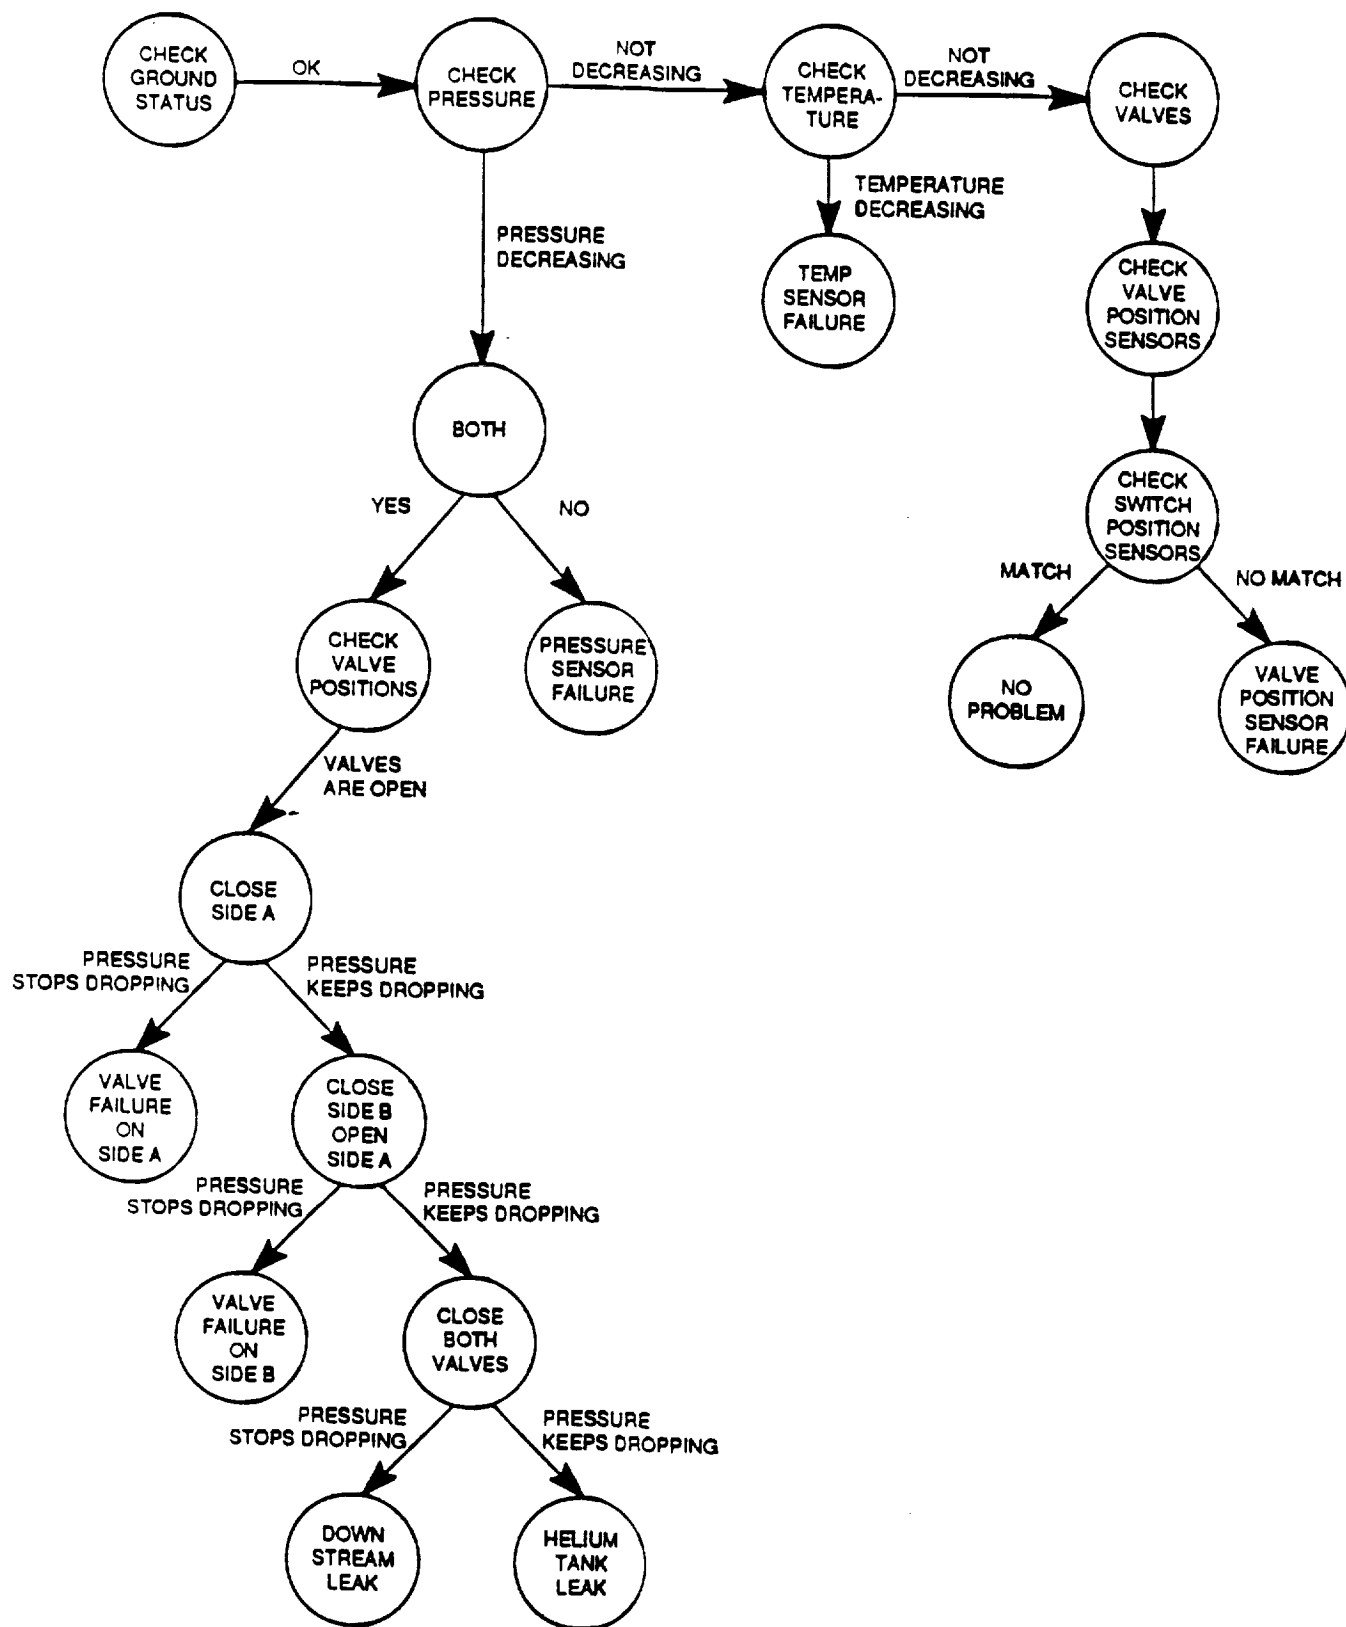 CHECK
GROUND
STATUS
OK
CHECK
PRESSURE
NOT
DECREASING
CHECK
TEMPERA-
TURE
NOT
DECREASING
CHECK
VALVES
PRESSURE
DECREASING
TEMPERATURE
DECREASING
TEMP
SENSOR
FAILURE
CHECK
VALVE
POSITION
SENSORS
BOTH
CHECK
SWITCH
POSITION
SENSORS
YES
NO
MATCH
NO MATCH
CHECK
VALVE
POSITIONS
PRESSURE
SENSOR
FAILURE
NO
PROBLEM
VALVE
POSITION
SENSOR
FAILURE
VALVES
ARE OPEN
CLOSE
SIDE A
PRESSURE
STOPS DROPPING
PRESSURE
KEEPS DROPPING
VALVE
FAILURE
ON
SIDE A
CLOSE
SIDE B
OPEN
SIDE A
PRESSURE
STOPS DROPPING
PRESSURE
KEEPS DROPPING
VALVE
FAILURE
ON
SIDE B
CLOSE
BOTH
VALVES
PRESSURE
STOPS DROPPING
PRESSURE
KEEPS DROPPING
DOWN
STREAM
LEAK
HELIUM
TANK
LEAK